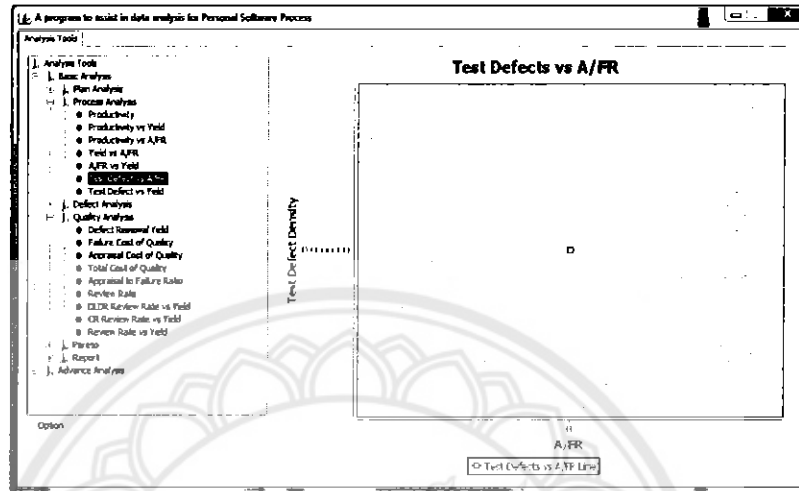 A program to assist in data analysis for Personal Software Process
Analysis Tools
Analysis Tools
Basic Analysis
Plan Analysis
Process Analysis
Productivity
Productivity vs Yield
Productivity vs A/FR
Yield vs A/FR
A/FR vs Yield
Test Defect vs A/FR
Test Defect vs Yield
Defect Analysis
Quality Analysis
Defect Removal Yield
Failure Cost of Quality
Appraisal Cost of Quality
Total Cost of Quality
Appraisal to Failure Ratio
Review Rate
DLDR Review Rate vs Yield
CR Review Rate vs Yield
Review Rate vs Yield
Pareto
Report
Advance Analysis
Option
Test Defects vs A/FR
Test Defect Density
A/FR
Test Defects vs A/FR Line